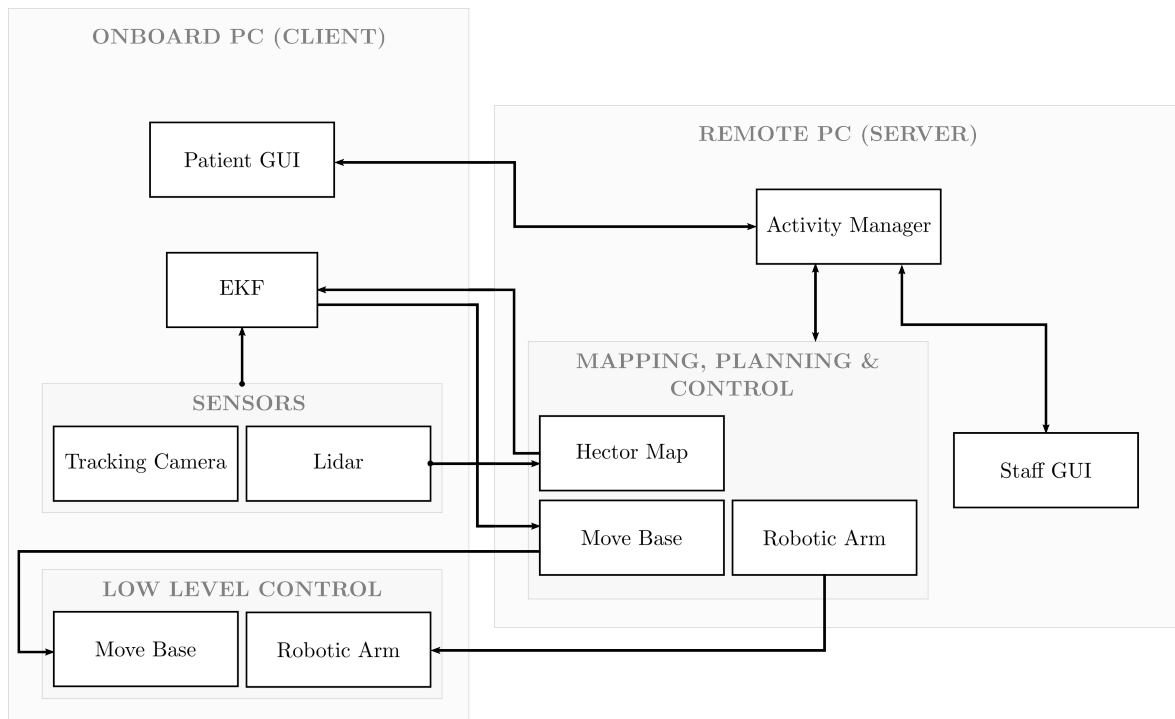 ONBOARD PC (CLIENT)
Patient GUI
EKF
SENSORS
Tracking Camera
Lidar
LOW LEVEL CONTROL
Move Base
Robotic Arm
REMOTE PC (SERVER)
Activity Manager
MAPPING, PLANNING &
CONTROL
Hector Map
Move Base
Robotic Arm
Staff GUI